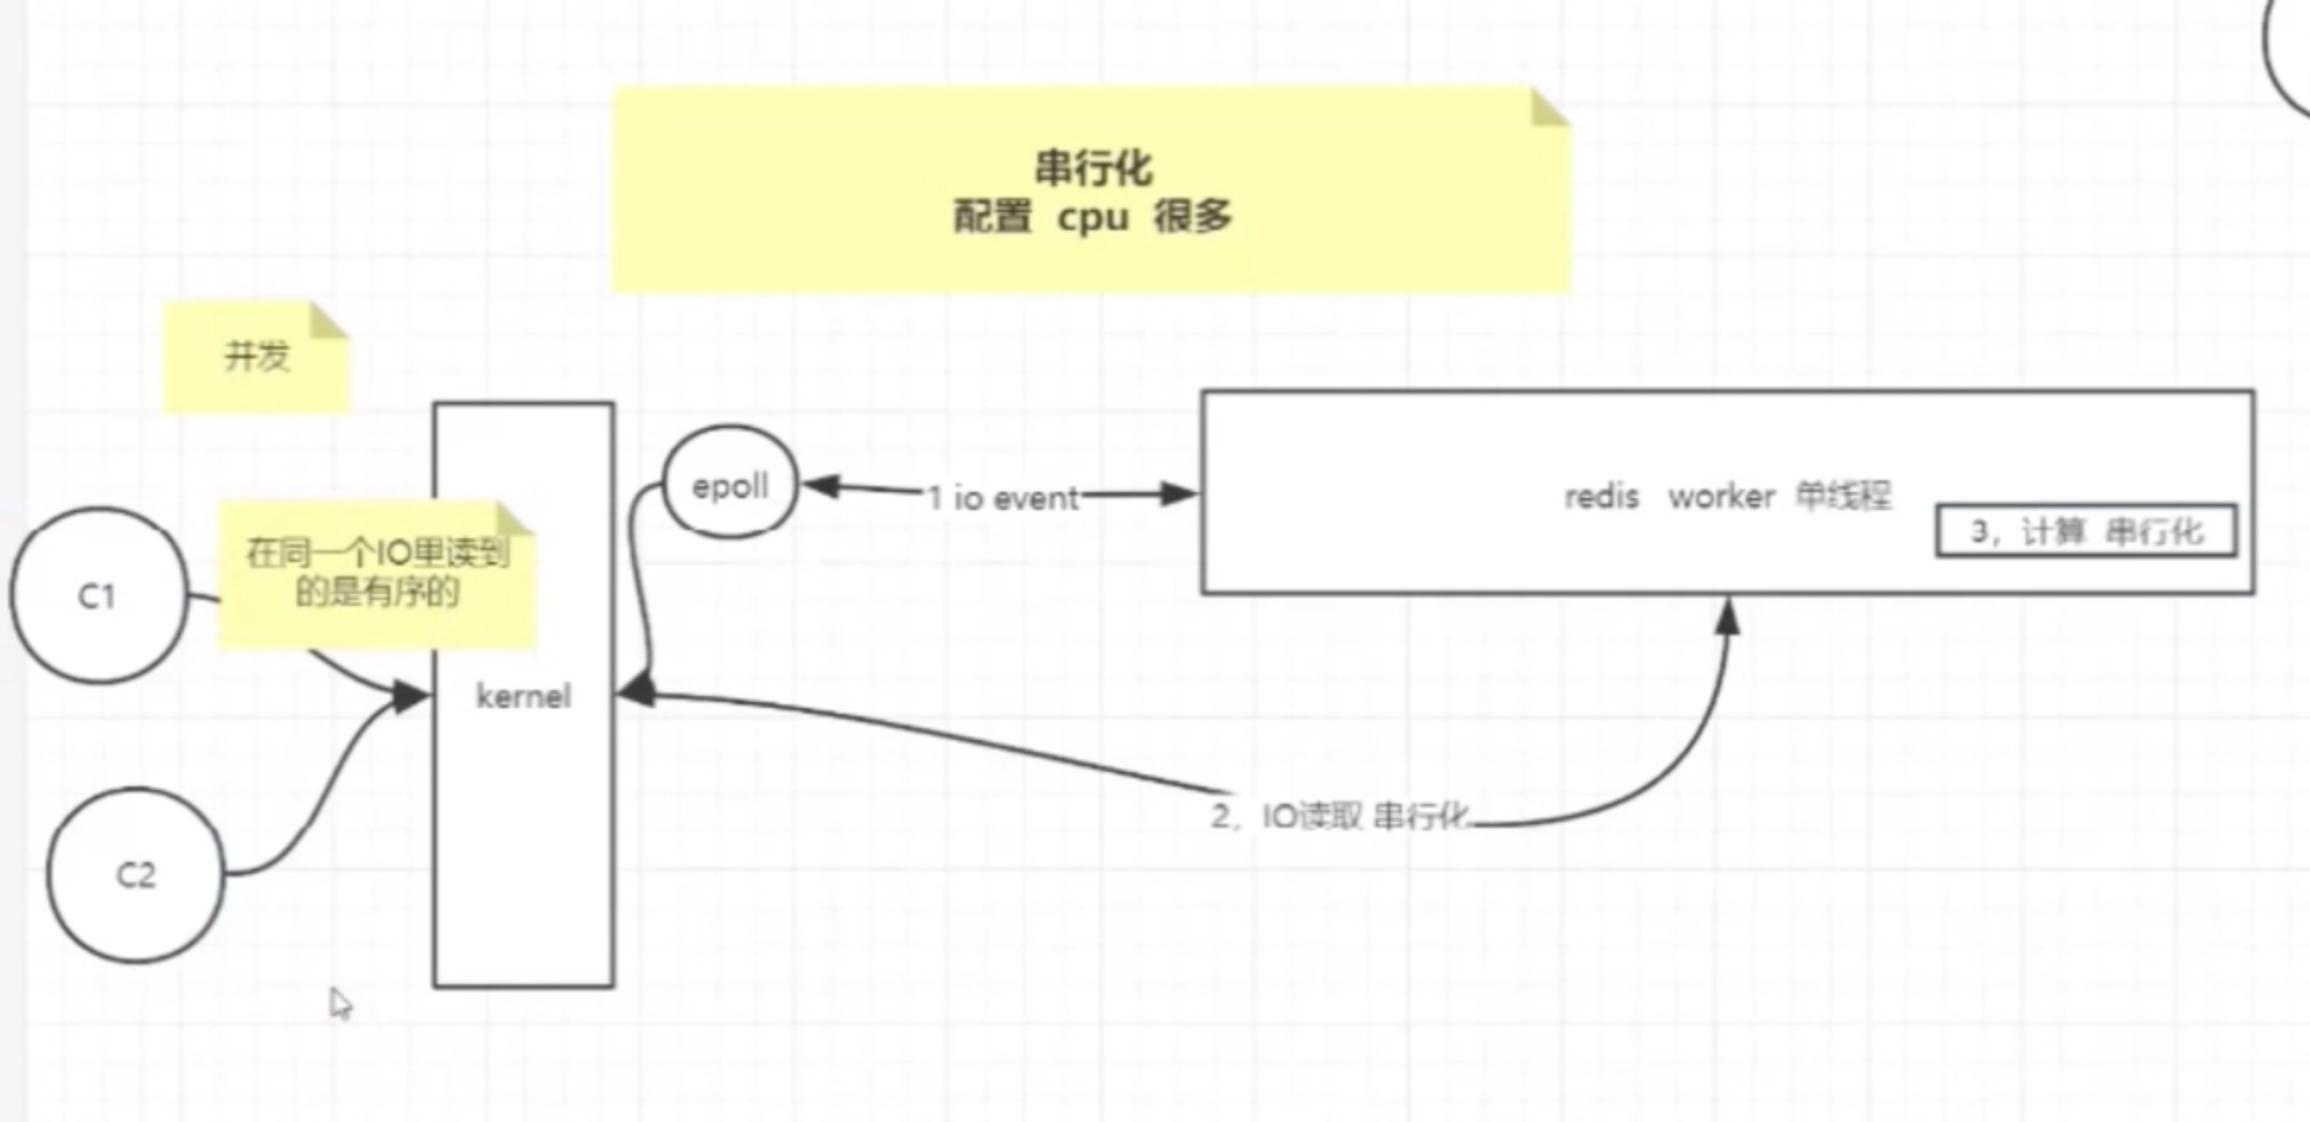 串行化
配置 cpu 很多
并发
epoll
1 io event
redis worker 单线程
3，计算 串行化
在同一个IO里读到
的是有序的
C1
kernel
2，IO读取 串行化
C2